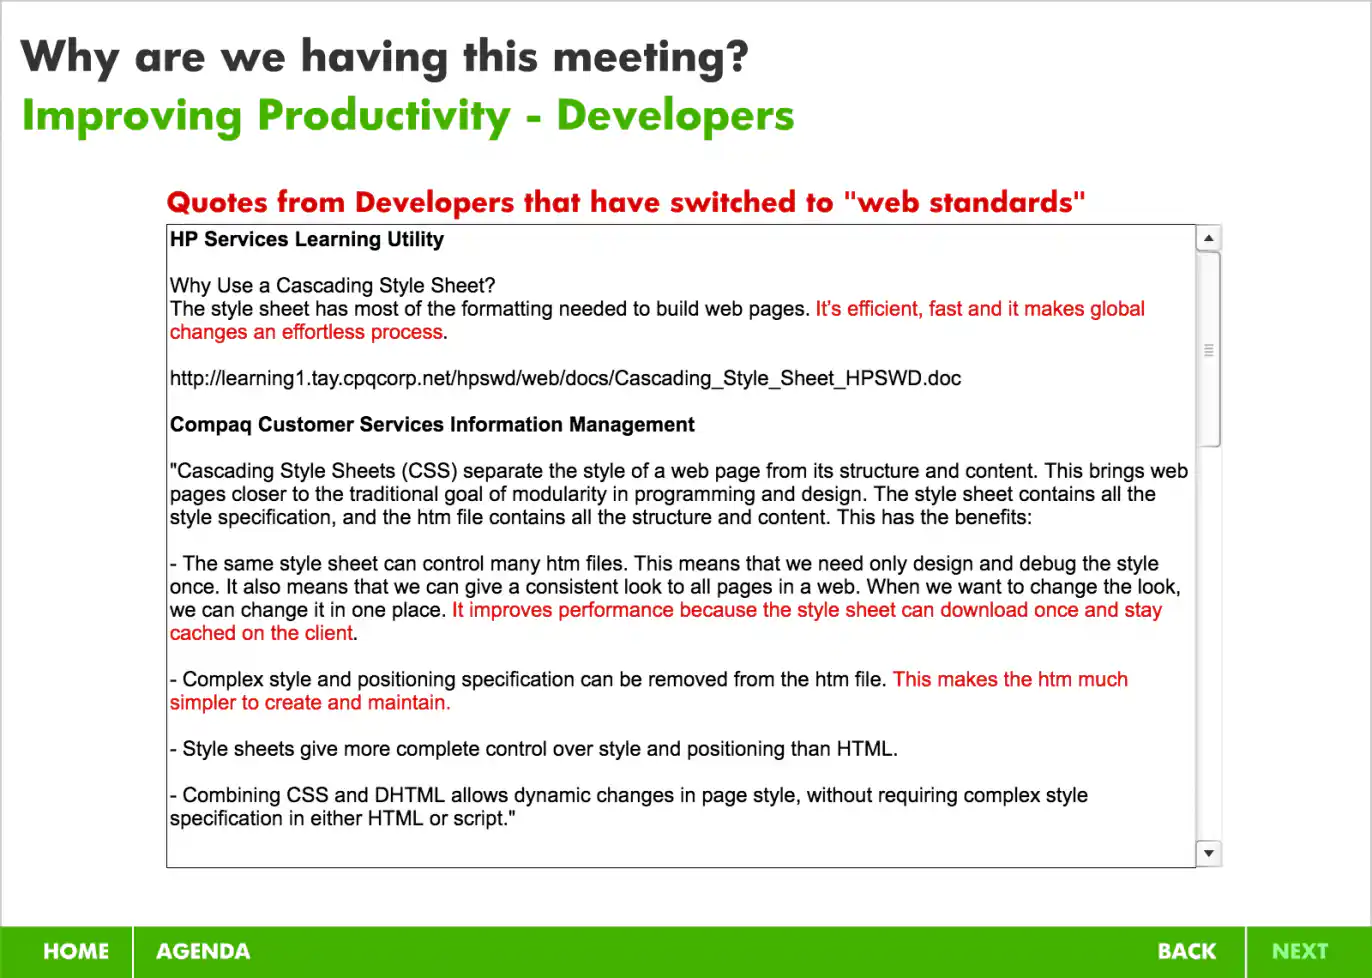 Why are we having this meeting?
Improving Productivity - Developers
Quotes from Developers that have switched to "web standards"
HP Services Learning Utility
Why Use a Cascading Style Sheet?
The style sheet has most of the formatting needed to build web pages. It's efficient, fast and it makes global
changes an effortless process.
http://learning1.tay.cpqcorp.net/hpswd/web/docs/Cascading_Style_Sheet_HPSWD.doc
Compaq Customer Services Information Management
"Cascading Style Sheets (CSS) separate the style of a web page from its structure and content. This brings web
pages closer to the traditional goal of modularity in programming and design. The style sheet contains all the
style specification, and the htm file contains all the structure and content. This has the benefits:
- The same style sheet can control many htm files. This means that we need only design and debug the style
once. It also means that we can give a consistent look to all pages in a web. When we want to change the look,
we can change it in one place. It improves performance because the style sheet can download once and stay
cached on the client.
- Complex style and positioning specification can be removed from the htm file. This makes the htm much
simpler to create and maintain.
- Style sheets give more complete control over style and positioning than HTML.
- Combining CSS and DHTML allows dynamic changes in page style, without requiring complex style
specification in either HTML or script."
HOME AGENDA BACK NEXT